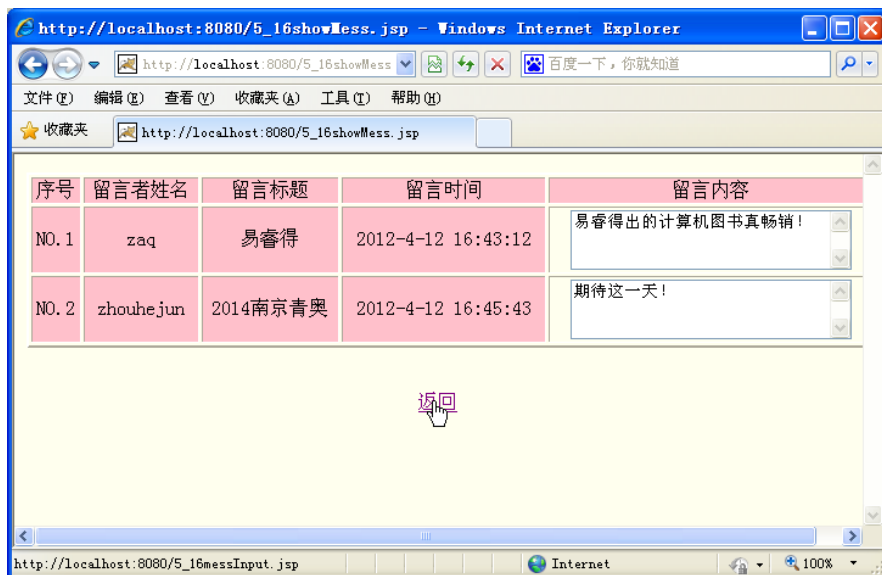 http://localhost:8080/5_16showMess.jsp - Windows Internet Explorer
http://localhost:8080/5_16showMess
百度一下,你就知道
文件(F) 编辑(E) 查看(V) 收藏夹(A) 工具(T) 帮助(H)
收藏夹 http://localhost:8080/5_16showMess.jsp
序号 留言者姓名 留言标题 留言时间 留言内容
NO.1 zaq 易睿得 2012-4-12 16:43:12 易睿得出的计算机图书真畅销!
NO.2 zhouhejun 2014南京青奥 2012-4-12 16:45:43 期待这一天!
返回
http://localhost:8080/5_16messInput.jsp Internet 100%